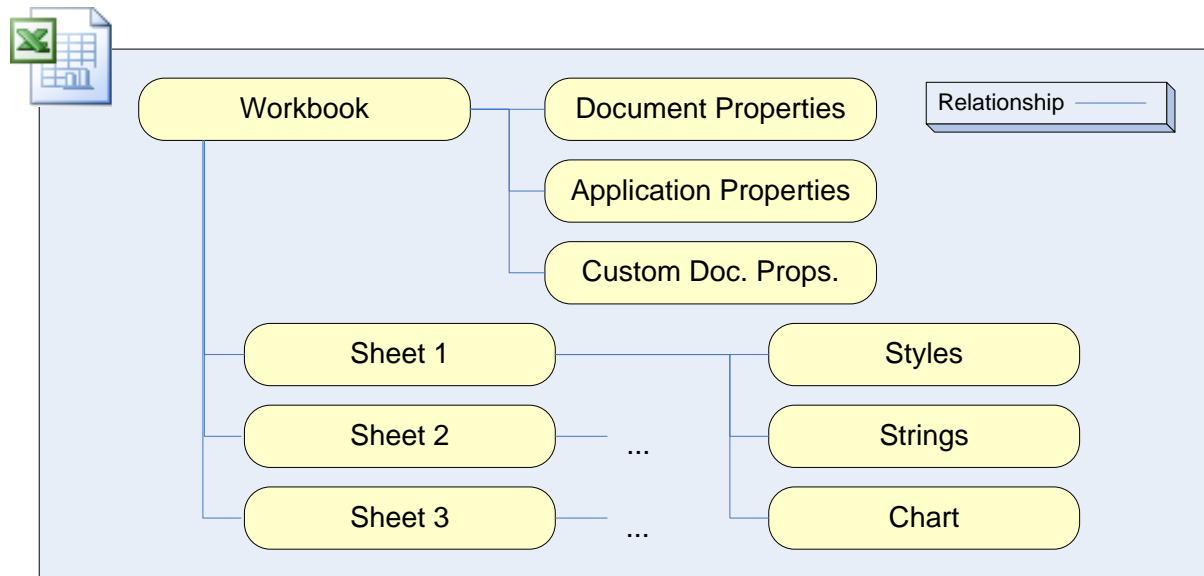 Workbook
Document Properties
Relationship
Application Properties
Custom Doc. Props.
Sheet 1
Styles
Sheet 2
...
Strings
Sheet 3
...
Chart